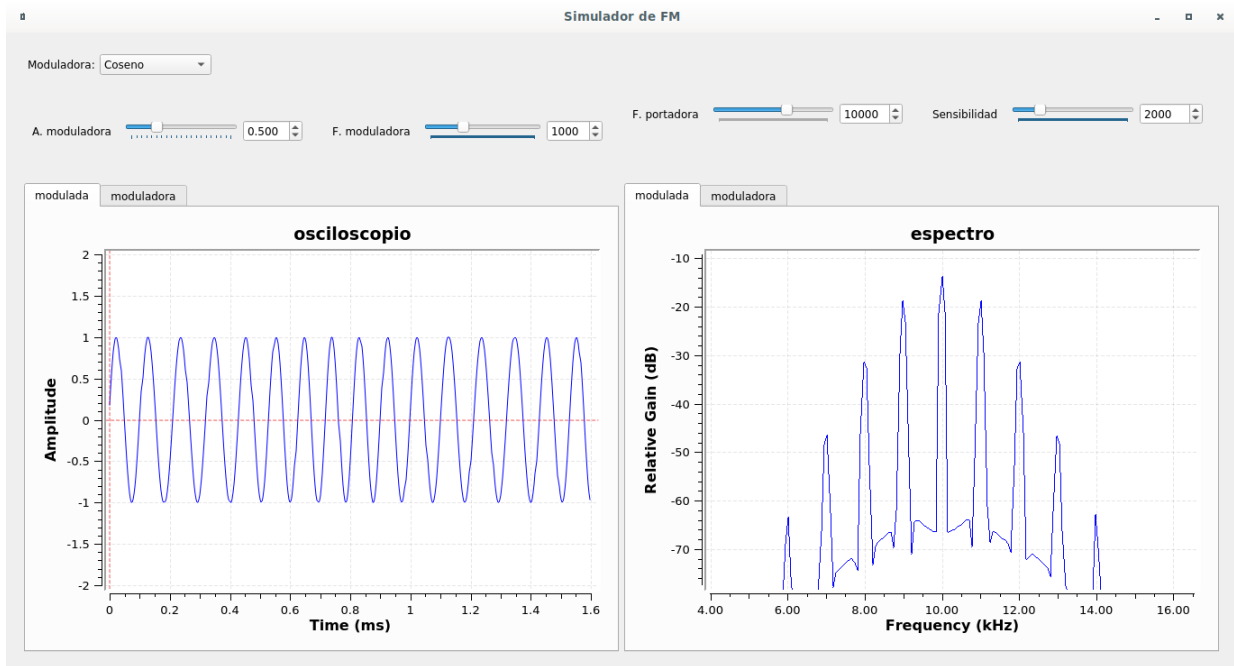 Simulador de FM
Moduladora: Coseno
A. moduladora 0.500 F. moduladora 1000 F. portadora 10000 Sensibilidad 2000
modulada moduladora
osciloscopio
Amplitude
2
1.5
1
0.5
0
-0.5
-1
-1.5
-2
0 0.2 0.4 0.6 0.8 1 1.2 1.4 1.6
Time (ms)
modulada moduladora
espectro
Relative Gain (dB)
-10
-20
-30
-40
-50
-60
-70
4.00 6.00 8.00 10.00 12.00 14.00 16.00
Frequency (kHz)